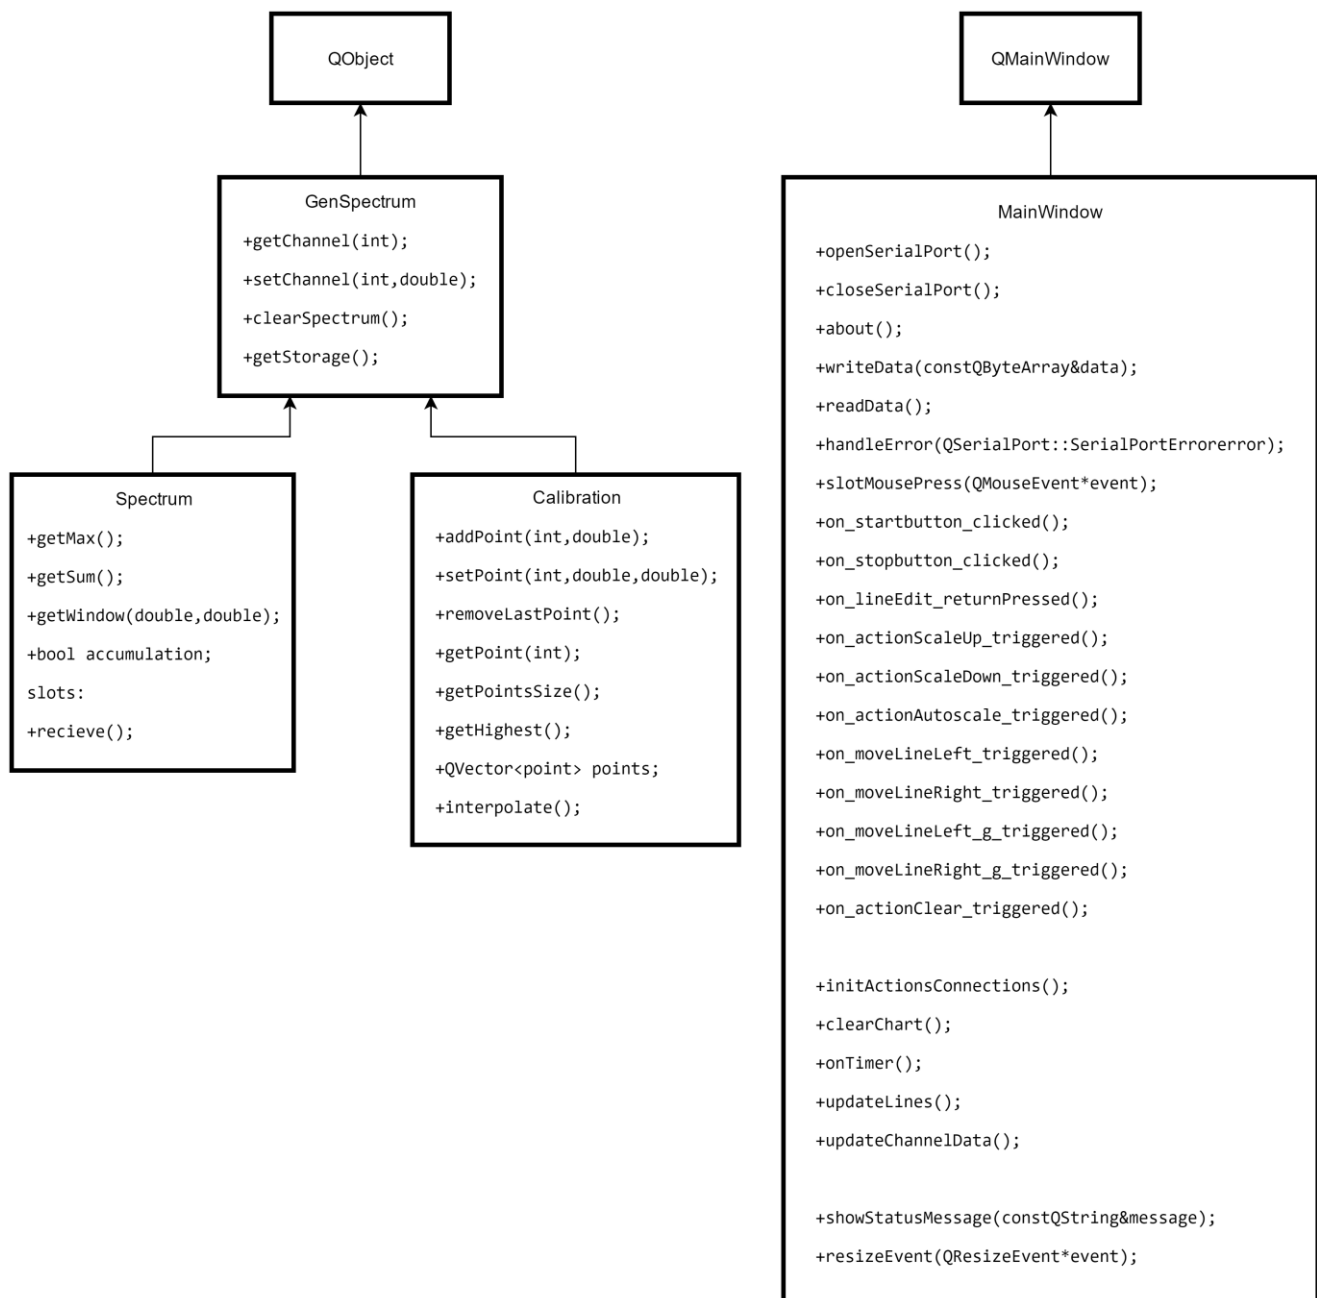 QObject
GenSpectrum
+getChannel(int);
+setChannel(int,double);
+clearSpectrum();
+getStorage();
Spectrum
+getMax();
+getSum();
+getWindow(double,double);
+bool accumulation;
slots:
+recieve();
Calibration
+addPoint(int,double);
+setPoint(int,double,double);
+removeLastPoint();
+getPoint(int);
+getPointsSize();
+getHighest();
+QVector<point> points;
+interpolate();
QMainWindow
MainWindow
+openSerialPort();
+closeSerialPort();
+about();
+writeData(constQByteArray&data);
+readData();
+handleError(QSerialPort::SerialPortErrorerror);
+slotMousePress(QMouseEvent*event);
+on_startbutton_clicked();
+on_stopbutton_clicked();
+on_lineEdit_returnPressed();
+on_actionScaleUp_triggered();
+on_actionScaleDown_triggered();
+on_actionAutoscale_triggered();
+on_moveLineLeft_triggered();
+on_moveLineRight_triggered();
+on_moveLineLeft_g_triggered();
+on_moveLineRight_g_triggered();
+on_actionClear_triggered();
+initActionsConnections();
+clearChart();
+onTimer();
+updateLines();
+updateChannelData();
+showStatusMessage(constQString&message);
+resizeEvent(QResizeEvent*event);